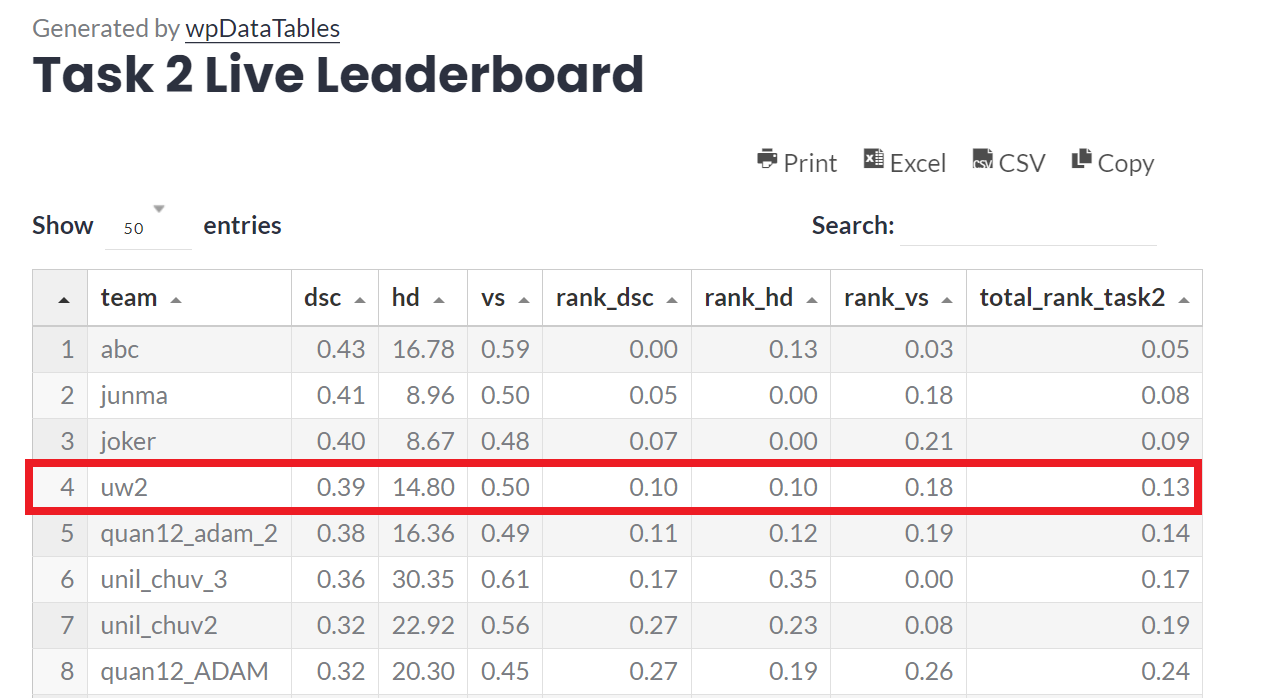 Generated by wpDataTables
Task 2 Live Leaderboard
Print Excel CSV Copy
Show 50 entries Search:
team dsc hd vs rank_dsc rank_hd rank_vs total_rank_task2
1 abc 0.43 16.78 0.59 0.00 0.13 0.03 0.05
2 junma 0.41 8.96 0.50 0.05 0.00 0.18 0.08
3 joker 0.40 8.67 0.48 0.07 0.00 0.21 0.09
4 uw2 0.39 14.80 0.50 0.10 0.10 0.18 0.13
5 quan12_adam_2 0.38 16.36 0.49 0.11 0.12 0.19 0.14
6 unil_chuv_3 0.36 30.35 0.61 0.17 0.35 0.00 0.17
7 unil_chuv2 0.32 22.92 0.56 0.27 0.23 0.08 0.19
8 quan12_ADAM 0.32 20.30 0.45 0.27 0.19 0.26 0.24